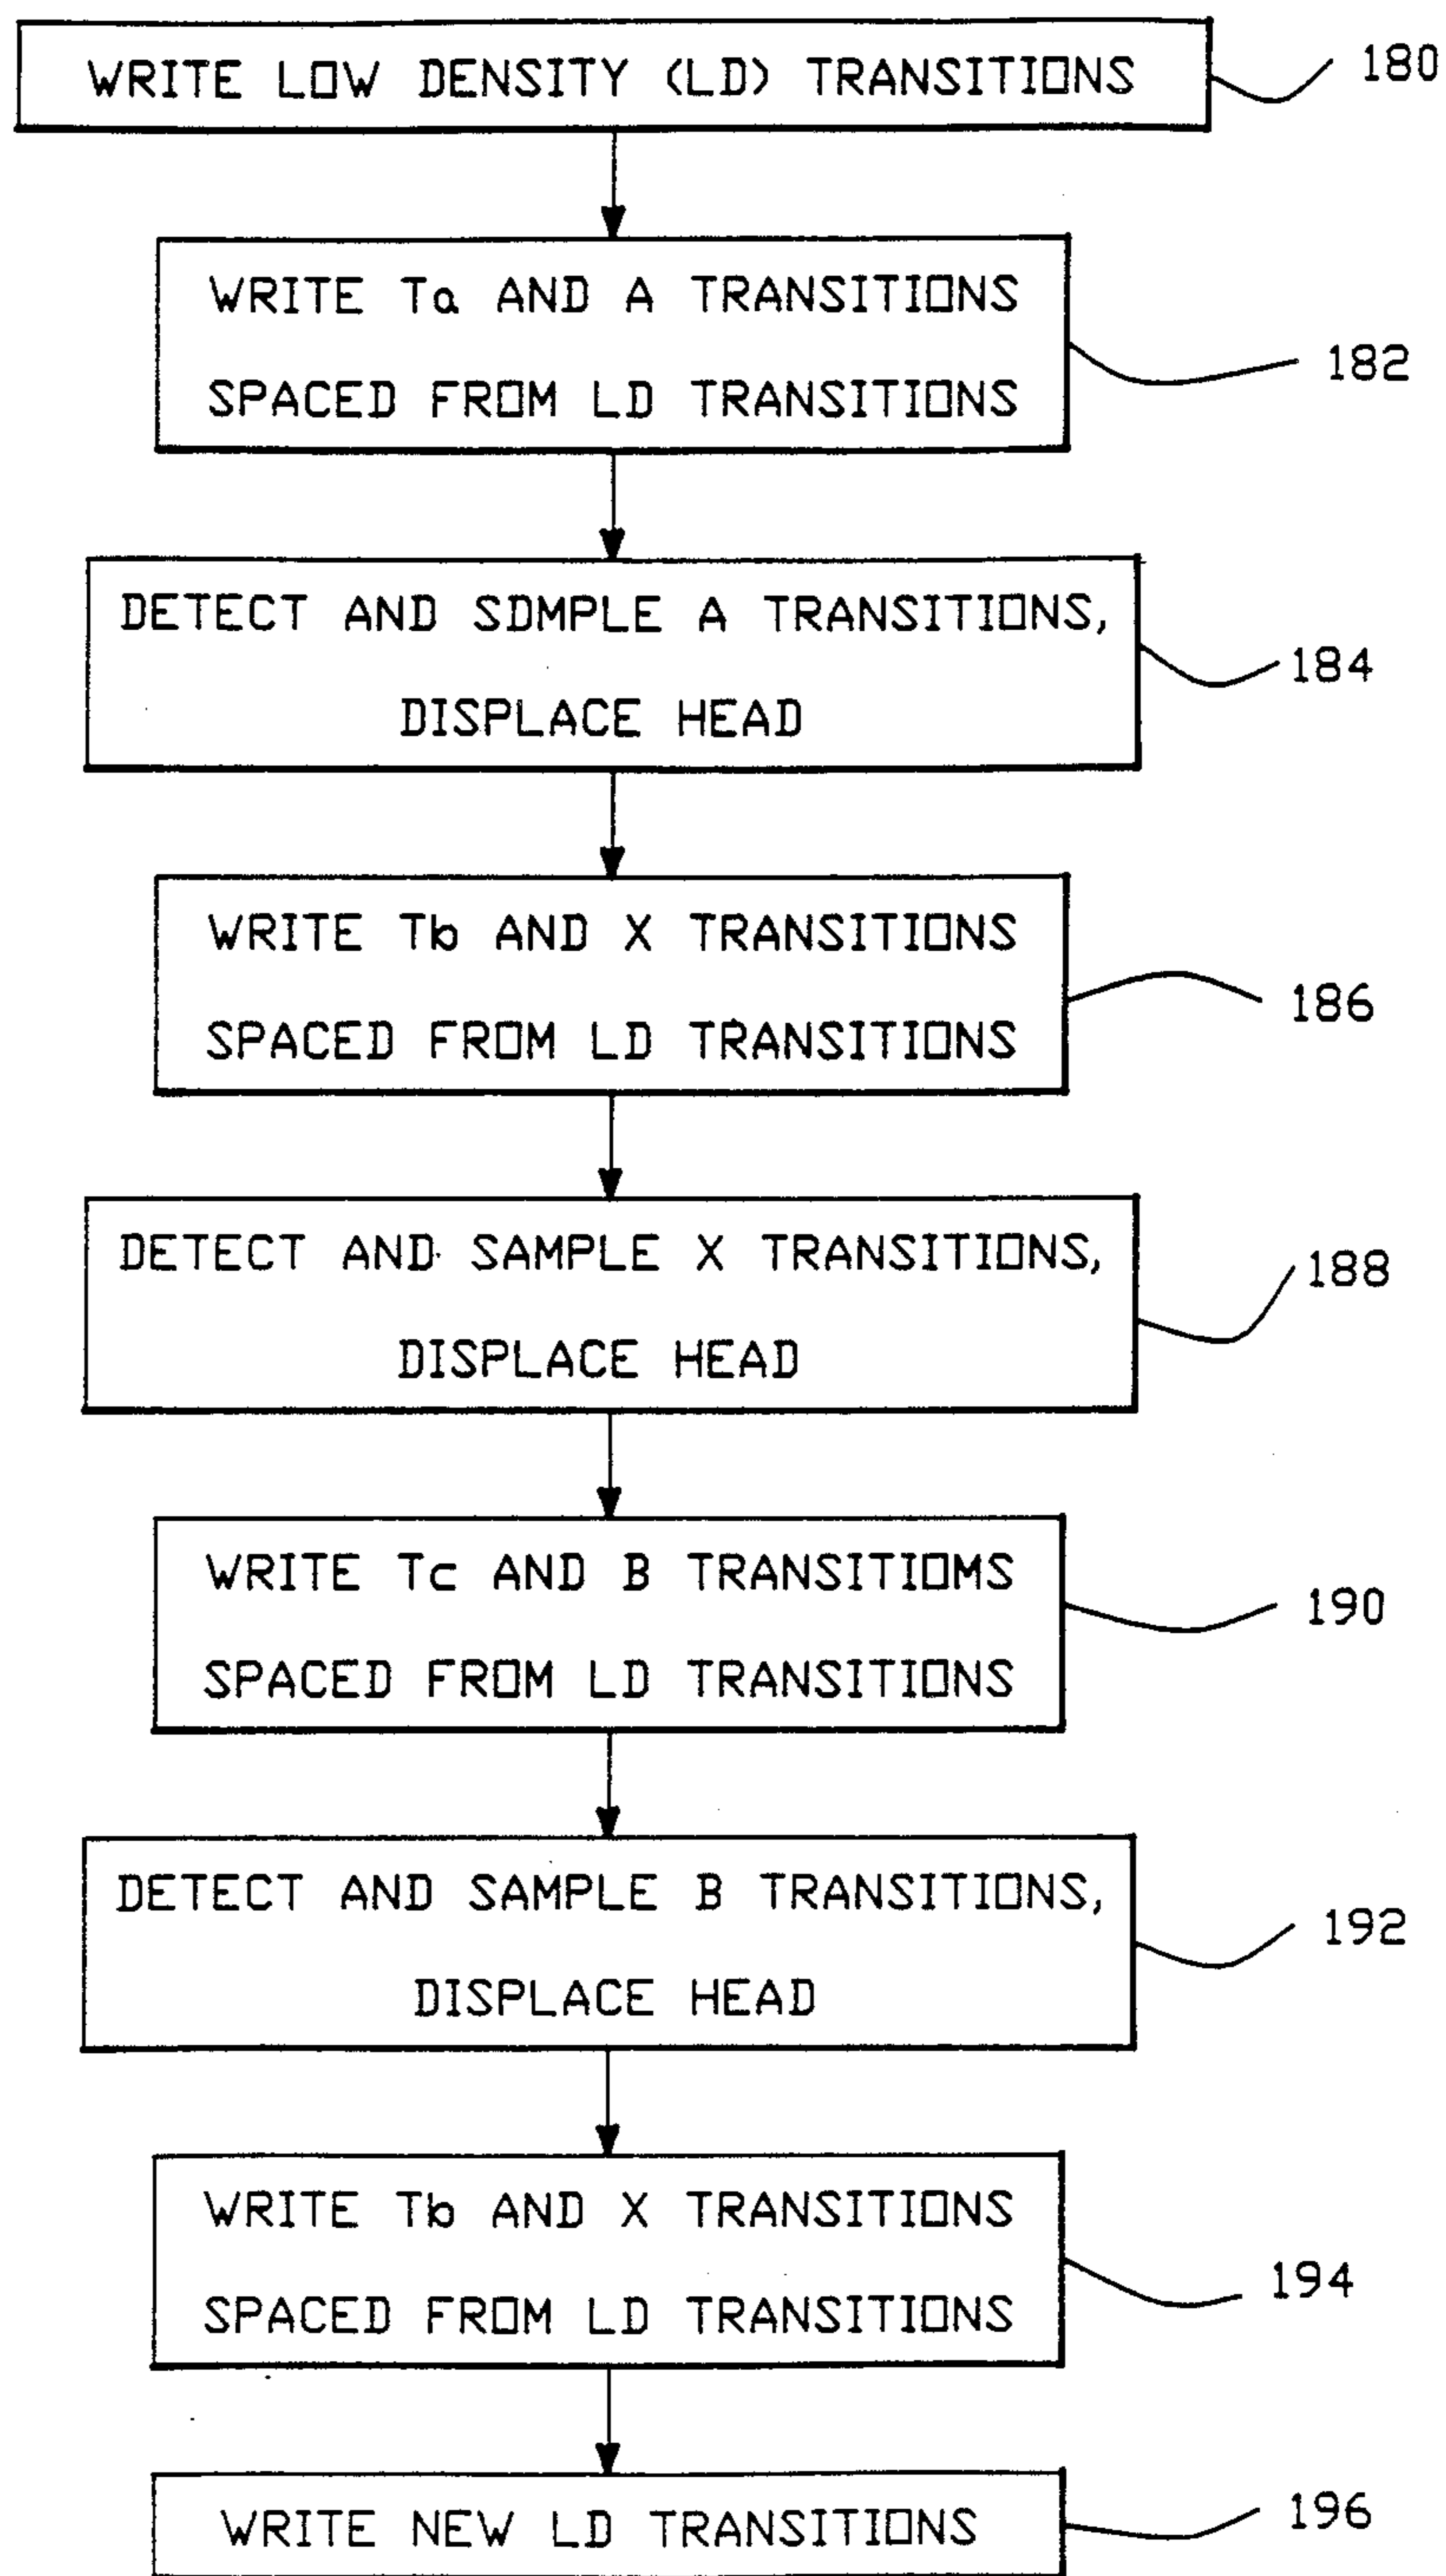 WRITE LOW DENSITY (LD) TRANSITIONS
180
WRITE Ta AND A TRANSITIONS
SPACED FROM LD TRANSITIONS
182
DETECT AND SDMPLE A TRANSITIONS,
DISPLACE HEAD
184
WRITE Tb AND X TRANSITIONS
SPACED FROM LD TRANSITIONS
186
DETECT AND SAMPLE X TRANSITIONS,
DISPLACE HEAD
188
WRITE Tc AND B TRANSITIOMS
SPACED FROM LD TRANSITIONS
190
DETECT AND SAMPLE B TRANSITIONS,
DISPLACE HEAD
192
WRITE Tb AND X TRANSITIONS
SPACED FROM LD TRANSITIONS
194
WRITE NEW LD TRANSITIONS
196